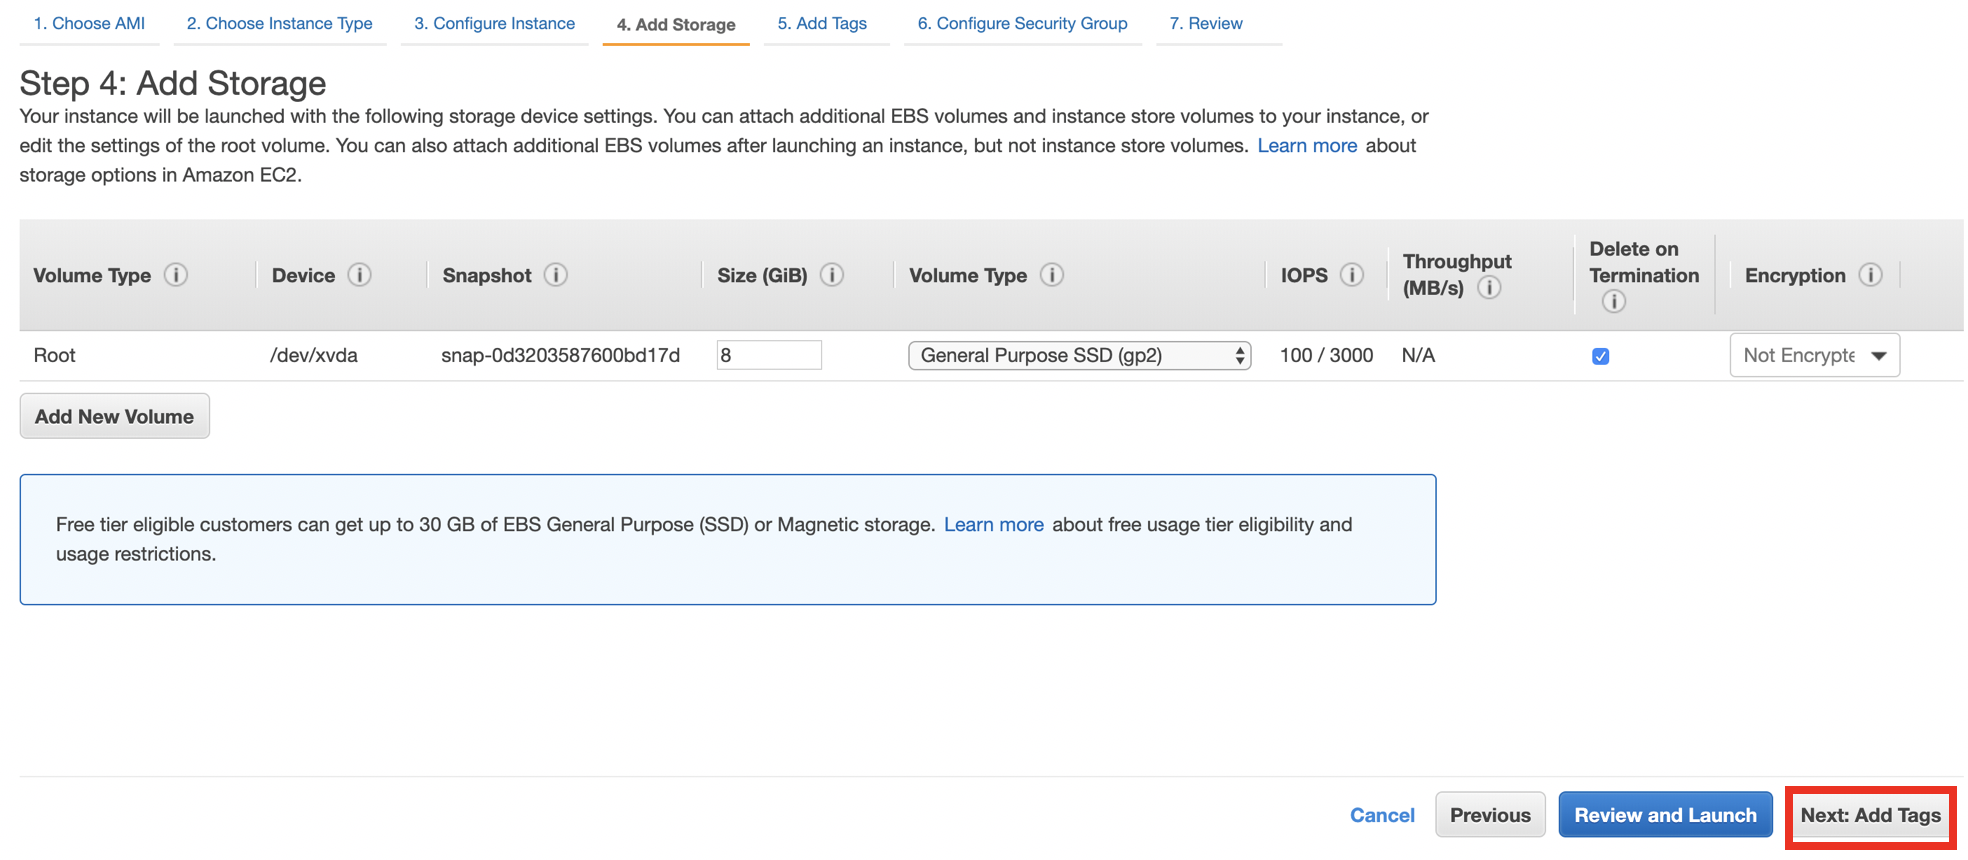 1. Choose AMI 2. Choose Instance Type 3. Configure Instance 4. Add Storage 5. Add Tags 6. Configure Security Group 7. Review
Step 4: Add Storage
Your instance will be launched with the following storage device settings. You can attach additional EBS volumes and instance store volumes to your instance, or
edit the settings of the root volume. You can also attach additional EBS volumes after launching an instance, but not instance store volumes. Learn more about
storage options in Amazon EC2.
Volume Type i Device i Snapshot i Size (GiB) i Volume Type i IOPS i Throughput (MB/s) i Delete on Termination i Encryption i
Root /dev/xvda snap-0d3203587600bd17d 8 General Purpose SSD (gp2) 100 / 3000 N/A Not Encrypte
Add New Volume
Free tier eligible customers can get up to 30 GB of EBS General Purpose (SSD) or Magnetic storage. Learn more about free usage tier eligibility and
usage restrictions.
Cancel Previous Review and Launch Next: Add Tags